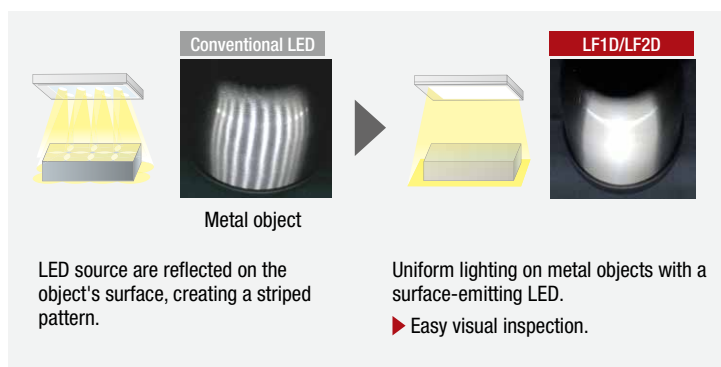 Conventional LED
LF1D/LF2D
Metal object
LED source are reflected on the
object's surface, creating a striped
pattern.
Uniform lighting on metal objects with a
surface-emitting LED.
Easy visual inspection.